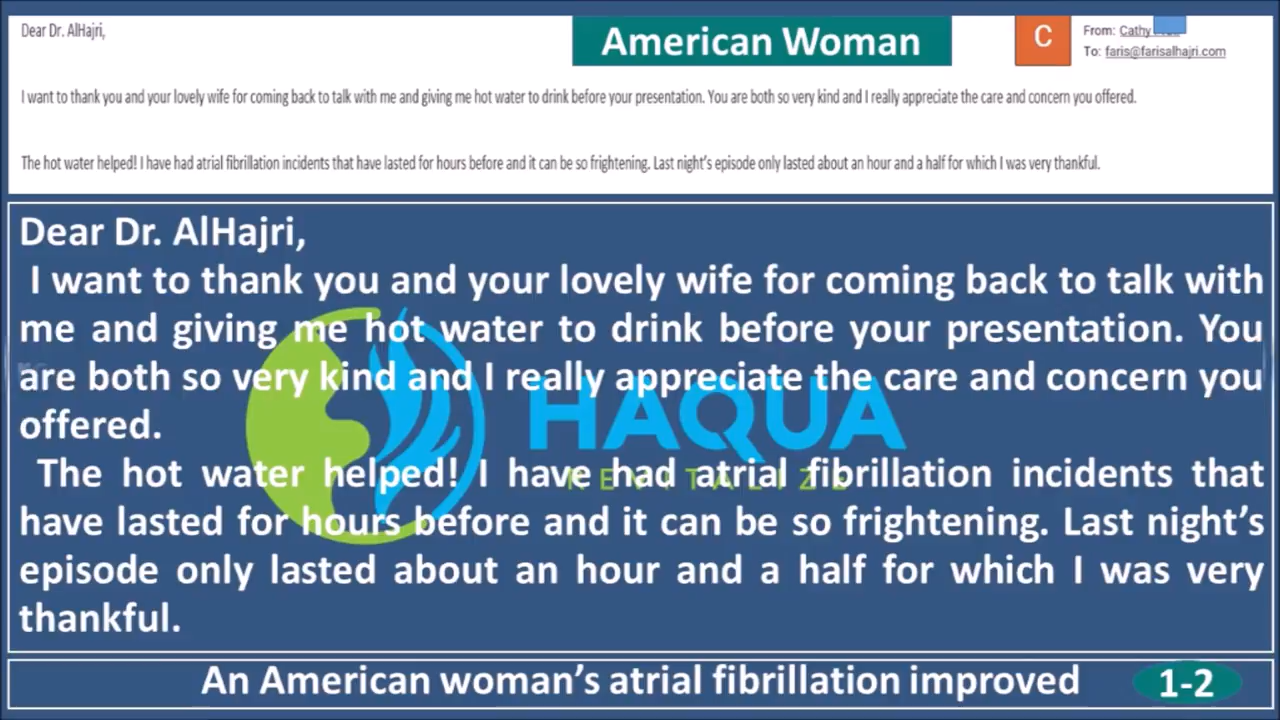 Dear Dr. AlHajri,
American Woman
C
From: Cathy
To: faris@farisalhajri.com
I want to thank you and your lovely wife for coming back to talk with me and giving me hot water to drink before your presentation. You are both so very kind and I really appreciate the care and concern you offered.
The hot water helped! I have had atrial fibrillation incidents that have lasted for hours before and it can be so frightening. Last night's episode only lasted about an hour and a half for which I was very thankful.
Dear Dr. AlHajri,
I want to thank you and your lovely wife for coming back to talk with
me and giving me hot water to drink before your presentation. You
are both so very kind and I really appreciate the care and concern you
offered.
The hot water helped! I have had atrial fibrillation incidents that
have lasted for hours before and it can be so frightening. Last night’s
episode only lasted about an hour and a half for which I was very
thankful.
HAQUA
REVITALIZE
An American woman’s atrial fibrillation improved
1-2